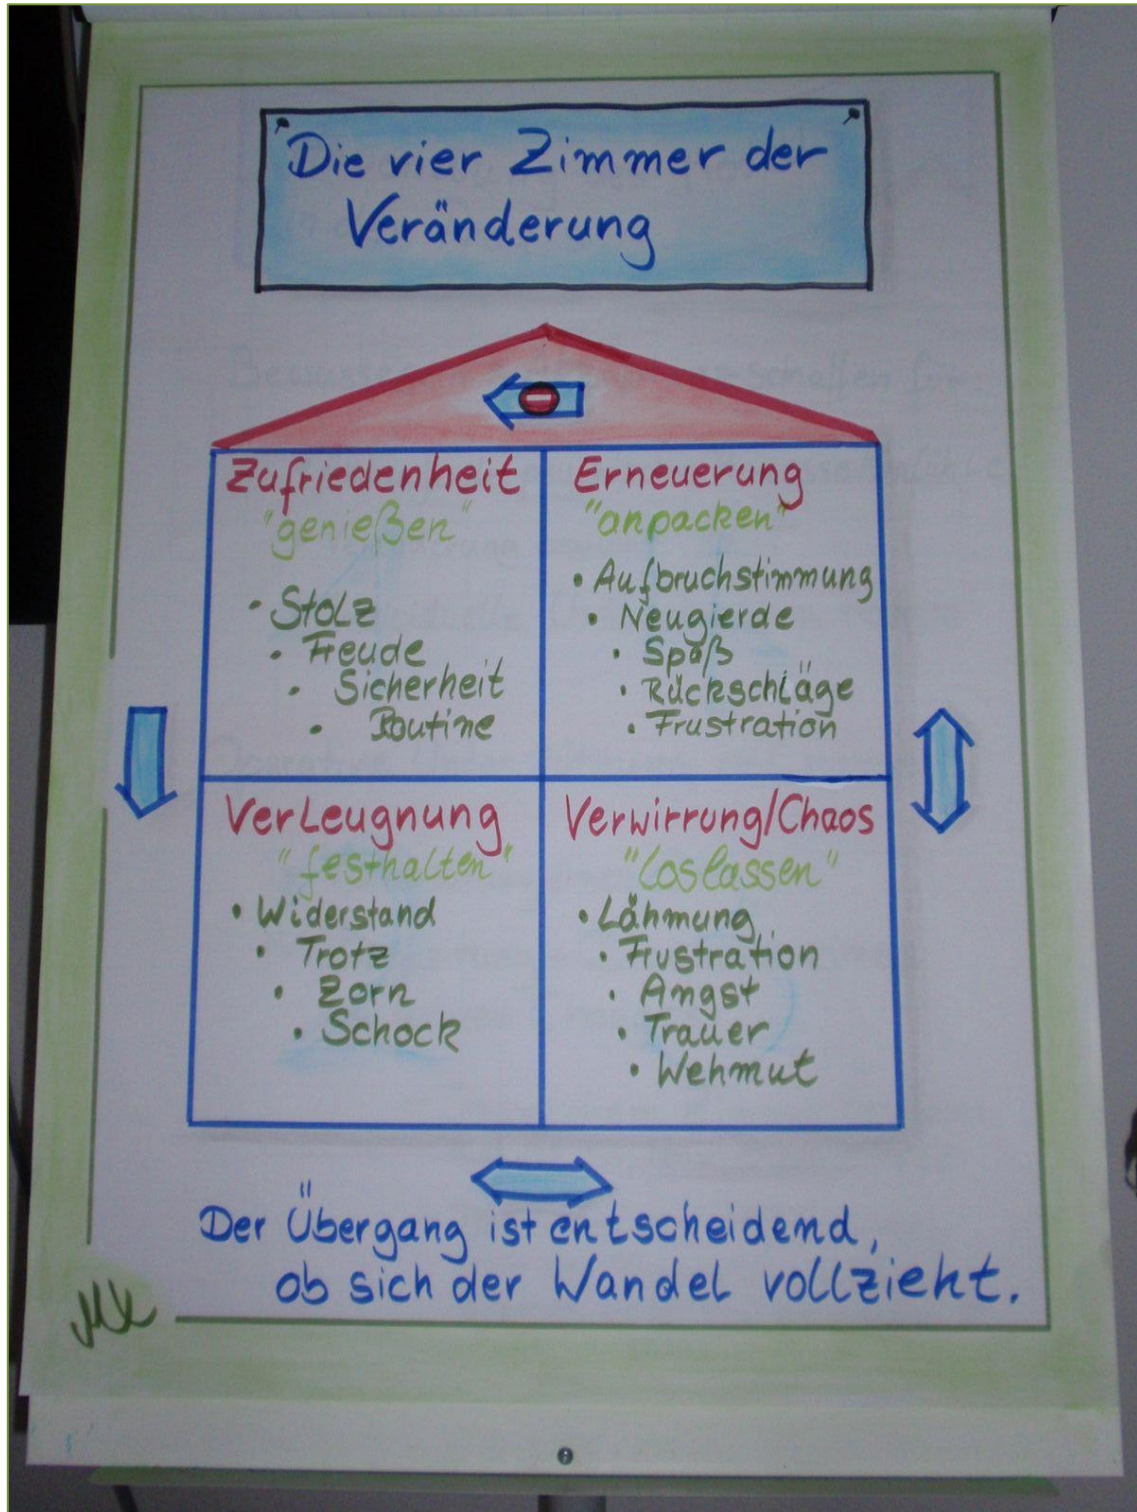 Die vier Zimmer der
Veränderung
Zufriedenheit
"genießen"
• Stolz
• Freude
• Sicherheit
• Routine
Erneuerung
"anpacken"
• Aufbruchstimmung
• Neugierde
• Spaß
• Rückschläge
• Frustration
Verleugnung
"festhalten"
• Widerstand
• Trotz
• Zorn
• Schock
Verwirrung/Chaos
"loslassen"
• Lähmung
• Frustration
• Angst
• Trauer
• Wehmut
Der Übergang ist entscheidend,
ob sich der Wandel vollzieht.